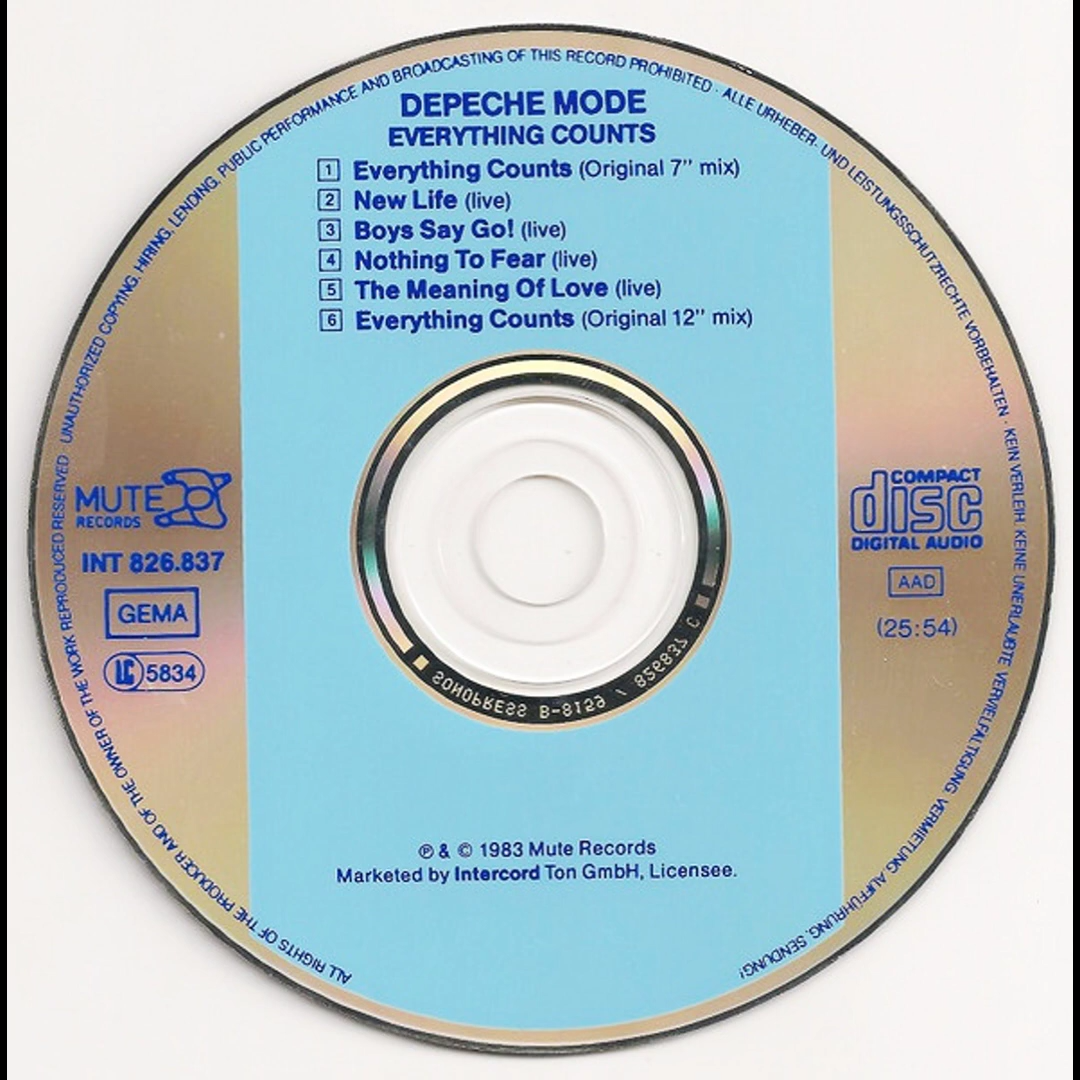 ALL RIGHTS OF THE PRODUCER AND OF THE OWNER OF THE WORK REPRODUCED RESERVED · UNAUTHORIZED COPYING, HIRING, LENDING, PUBLIC PERFORMANCE AND BROADCASTING OF THIS RECORD PROHIBITED · ALLE URHEBER- UND LEISTUNGSSCHUTZRECHTE VORBEHALTEN · KEIN VERLEIH, KEINE UNERLAUBTE VERVIELFÄLTIGUNG, VERMIETUNG, AUFFÜHRUNG, SENDUNG!
DEPECHE MODE
EVERYTHING COUNTS
1 Everything Counts (Original 7" mix)
2 New Life (live)
3 Boys Say Go! (live)
4 Nothing To Fear (live)
5 The Meaning Of Love (live)
6 Everything Counts (Original 12" mix)
MUTE
RECORDS
INT 826.837
GEMA
LC 5834
COMPACT
disc
DIGITAL AUDIO
AAD
(25:54)
SONOPRESS B-8159 / 826837 C
℗ & © 1983 Mute Records
Marketed by Intercord Ton GmbH, Licensee.